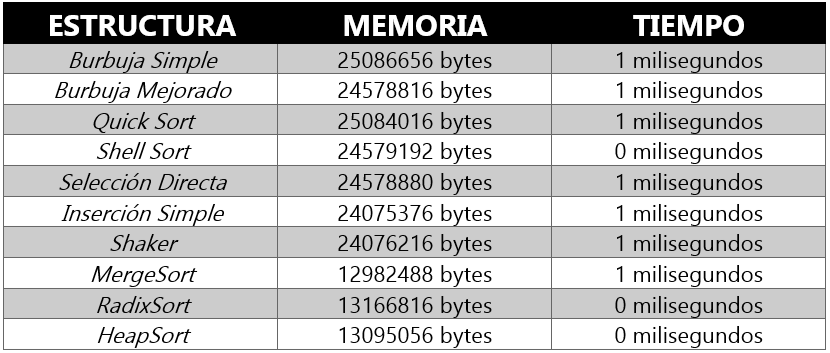 ESTRUCTURA MEMORIA TIEMPO
Burbuja Simple 25086656 bytes 1 milisegundos
Burbuja Mejorado 24578816 bytes 1 milisegundos
Quick Sort 25084016 bytes 1 milisegundos
Shell Sort 24579192 bytes 0 milisegundos
Selección Directa 24578880 bytes 1 milisegundos
Inserción Simple 24075376 bytes 1 milisegundos
Shaker 24076216 bytes 1 milisegundos
MergeSort 12982488 bytes 1 milisegundos
RadixSort 13166816 bytes 0 milisegundos
HeapSort 13095056 bytes 0 milisegundos